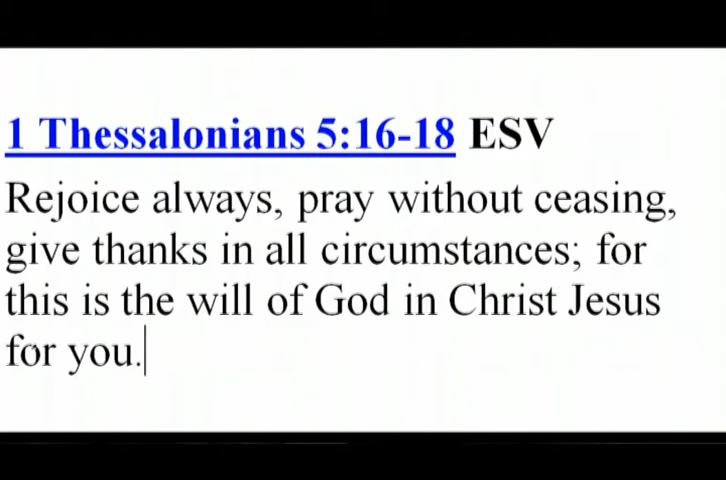 1 Thessalonians 5:16-18 ESV
Rejoice always, pray without ceasing,
give thanks in all circumstances; for
this is the will of God in Christ Jesus
for you.